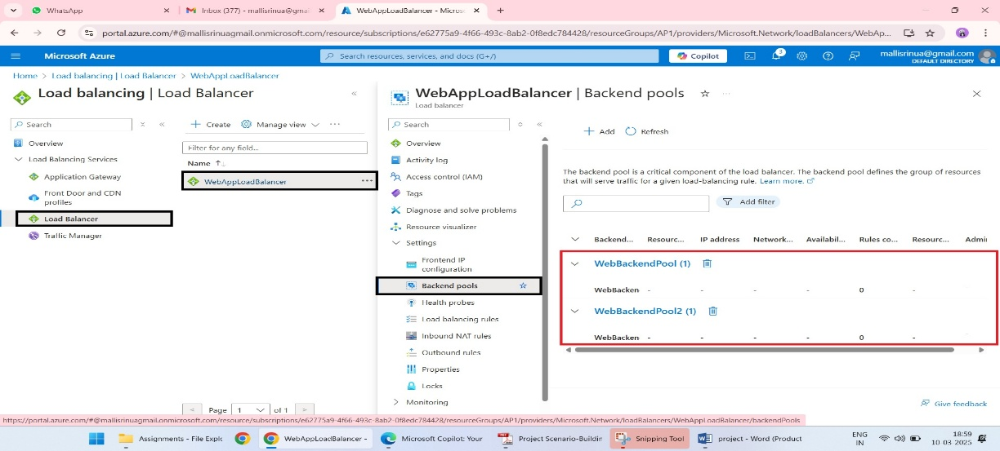 WhatsApp
Inbox (377) - mallisrinua@gmai
WebAppLoadBalancer - Microso
portal.azure.com/#@mallisrinuagmail.onmicrosoft.com/resource/subscriptions/e62775a9-4f66-493c-8ab2-0f8edc784428/resourceGroups/AP1/providers/Microsoft.Network/loadBalancers/WebAp...
Microsoft Azure
Search resources, services, and docs (G+/)
Copilot
3
mallisrinua@gmail.com
DEFAULT DIRECTORY
Home > Load balancing | Load Balancer > WebAppLoadBalancer
Load balancing | Load Balancer
Search
Overview
Load Balancing Services
Application Gateway
Front Door and CDN
profiles
Load Balancer
Traffic Manager
Create
Manage view
Filter for any field...
Name ↑↓
WebAppLoadBalancer
Page 1 of 1
WebAppLoadBalancer | Backend pools
Load balancer
Search
Overview
Activity log
Access control (IAM)
Tags
Diagnose and solve problems
Resource visualizer
Settings
Frontend IP
configuration
Backend pools
Health probes
Load balancing rules
Inbound NAT rules
Outbound rules
Properties
Locks
Monitoring
Add
Refresh
The backend pool is a critical component of the load balancer. The backend pool defines the group of resources
that will serve traffic for a given load-balancing rule. Learn more.
Add filter
Backend... Resourc... IP address Network... Availabil... Rules co... Resourc... Admi
WebBackendPool (1)
WebBacken - - - - 0 -
WebBackendPool2 (1)
WebBacken - - - - 0 -
Give feedback
https://portal.azure.com/#@mallisrinuagmail.onmicrosoft.com/resource/subscriptions/e62775a9-4f66-493c-8ab2-0f8edc784428/resourceGroups/AP1/providers/Microsoft.Network/loadBalancers/WebAppLoadBalancer/backendPools
Assignments - File Explo
WebAppLoadBalancer -
Microsoft Copilot: Your
Project Scenario-Buildin
Snipping Tool
project - Word (Product
ENG
IN
18:59
10-03-2025